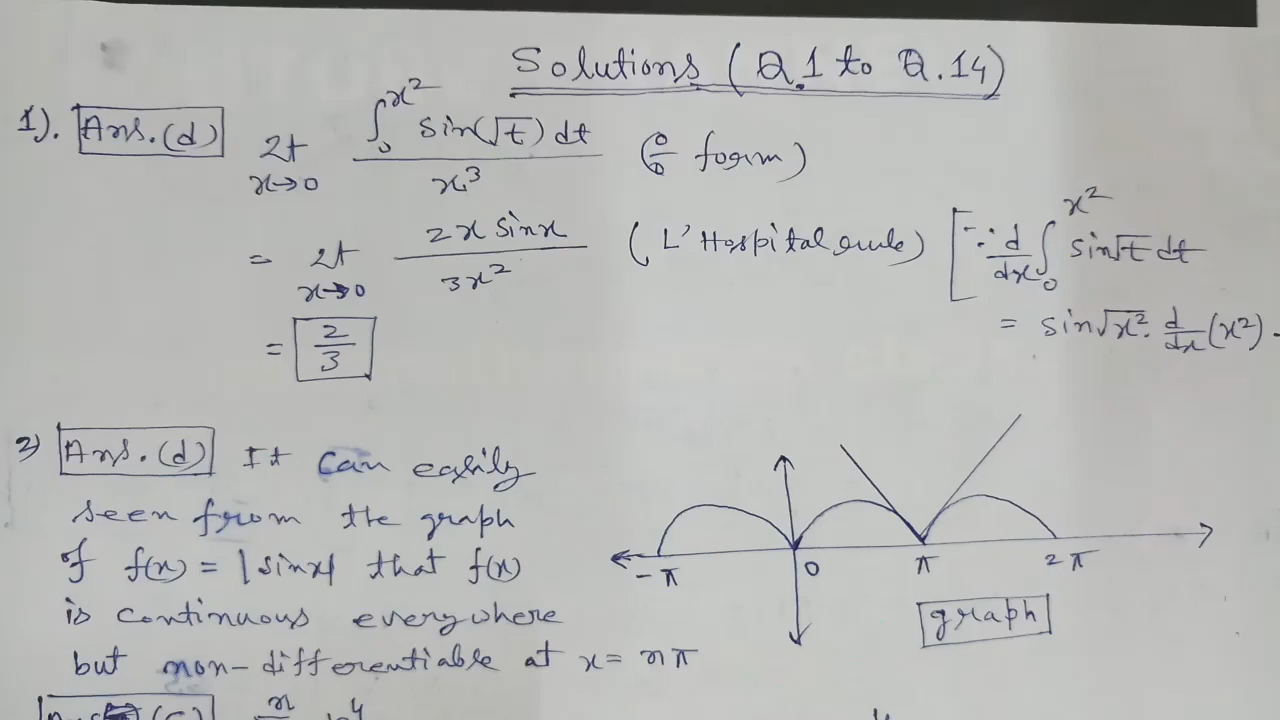 Solutions (Q.1 to Q.14)
1). Ans.(d) lt x→0 ∫₀^x² sin(√t) dt / x³ (0/0 form)
= lt x→0 2x sinx / 3x² (L'Hospital rule) [∵ d/dx ∫₀^x² sin√t dt
= sin√x² · d/dx (x²).
= 2/3
2) Ans.(d) It can easily
seen from the graph
of f(x) = |sinx| that f(x)
is continuous everywhere
but non-differentiable at x = nπ
-π 0 π 2π
graph